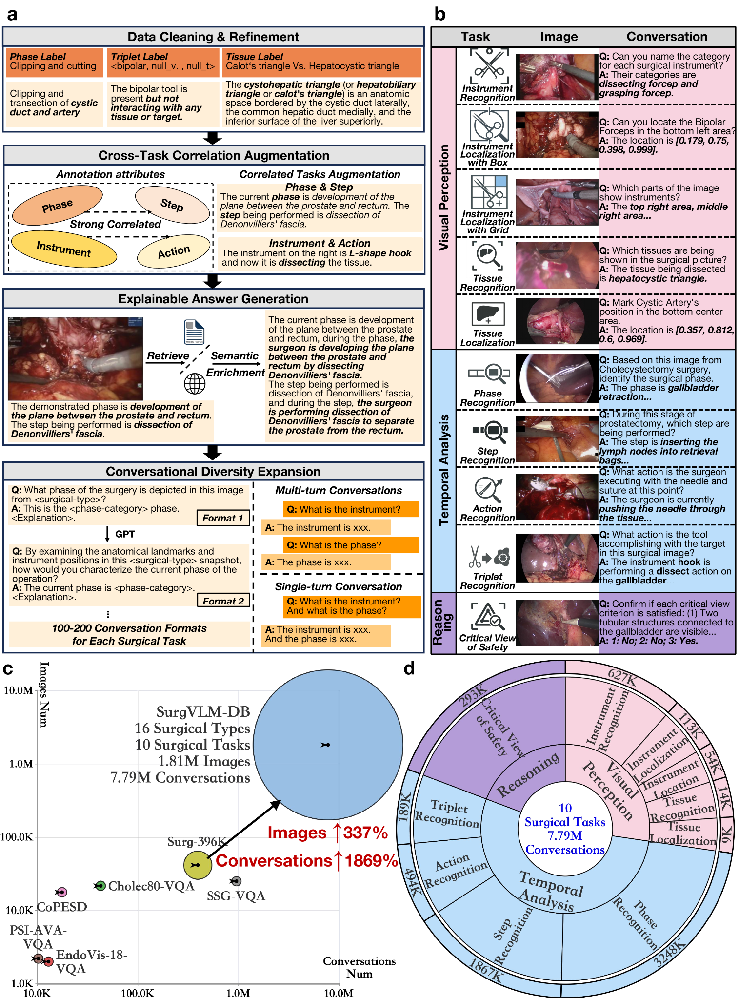 a
Data Cleaning & Refinement
Phase Label
Clipping and cutting
Triplet Label
<bipolar, null_v. , null_t>
Tissue Label
Calot's triangle Vs. Hepatocystic triangle
Clipping and
transection of cystic
duct and artery
The bipolar tool is
present but not
interacting with any
tissue or target.
The cystohepatic triangle (or hepatobiliary
triangle or calot's triangle) is an anatomic
space bordered by the cystic duct laterally,
the common hepatic duct medially, and the
inferior surface of the liver superiorly.
Cross-Task Correlation Augmentation
Annotation attributes
Phase
Step
Strong Correlated
Instrument
Action
Correlated Tasks Augmentation
Phase & Step
The current phase is development of the
plane between the prostate and rectum. The
step being performed is dissection of
Denonvilliers' fascia.
Instrument & Action
The instrument on the right is L-shape hook
and now it is dissecting the tissue.
Explainable Answer Generation
WHITE PAPER
Retrieve
Semantic
Enrichment
The demonstrated phase is development of
the plane between the prostate and rectum.
The step being performed is dissection of
Denonvilliers' fascia.
The current phase is development
of the plane between the prostate
and rectum, during the phase, the
surgeon is developing the plane
between the prostate and
rectum by dissecting
Denonvilliers' fascia.
The step being performed is
dissection of Denonvilliers' fascia,
and during the step, the surgeon
is performing dissection of
Denonvilliers' fascia to separate
the prostate from the rectum.
Conversational Diversity Expansion
Q: What phase of the surgery is depicted in this image
from <surgical-type>?
A: This is the <phase-category> phase.
<Explanation>.
Format 1
GPT
Q: By examining the anatomical landmarks and
instrument positions in this <surgical-type> snapshot,
how would you characterize the current phase of the
operation?
A: The current phase is <phase-category>.
<Explanation>.
Format 2
100-200 Conversation Formats
for Each Surgical Task
Multi-turn Conversations
Q: What is the instrument?
A: The instrument is xxx.
Q: What is the phase?
A: The phase is xxx.
Single-turn Conversation
Q: What is the instrument?
And what is the phase?
A: The instrument is xxx.
And the phase is xxx.
b
Task
Image
Conversation
Visual Perception
Instrument
Recognition
Q: Can you name the category
for each surgical instrument?
A: Their categories are
dissecting forcep and
grasping forcep.
Instrument
Localization
with Box
Q: Can you locate the Bipolar
Forceps in the bottom left area?
A: The location is [0.179, 0.75,
0.398, 0.999].
Instrument
Localization
with Grid
Q: Which parts of the image
show instruments?
A: The top right area, middle
right area...
Tissue
Recognition
Q: Which tissues are being
shown in the surgical picture?
A: The tissue being dissected
is hepatocystic triangle.
Tissue
Localization
Q: Mark Cystic Artery's
position in the bottom center
area.
A: The location is [0.357, 0.812,
0.6, 0.969].
Temporal Analysis
Phase
Recognition
Q: Based on this image from
Cholecystectomy surgery,
identify the surgical phase.
A: The phase is gallbladder
retraction...
Step
Recognition
Q: During this stage of
prostatectomy, which step are
being performed?
A: The step is inserting the
lymph nodes into retrieval
bags...
Action
Recognition
Q: What action is the surgeon
executing with the needle and
suture at this point?
A: The surgeon is currently
pushing the needle through
the tissue...
Triplet
Recognition
Q: What action is the tool
accomplishing with the target
in this surgical image?
A: The instrument hook is
performing a dissect action on
the gallbladder...
Reason
ing
Critical View
of Safety
Q: Confirm if each critical view
criterion is satisfied: (1) Two
tubular structures connected to
the gallbladder are visible...
A: 1: No; 2: No; 3: Yes.
c
Images
Num
10.0M
1.0M
100.0K
10.0K
1.0K
SurgVLM-DB
16 Surgical Types
10 Surgical Tasks
1.81M Images
7.79M Conversations
Images ↑337%
Surg-396K
Conversations↑1869%
Cholec80-VQA
SSG-VQA
CoPESD
PSI-AVA-
VQA
EndoVis-18-
VQA
Conversations
Num
10.0K
100.0K
1.0M
10.0M
d
627K
113K
54K
14K
9K
3248K
1867K
494K
189K
293K
Instrument
Recognition
Instrument
Localization
Instrument
Location
Tissue
Recognition
Tissue
Localization
Phase
Recognition
Step
Recognition
Action
Recognition
Triplet
Recognition
Critical View
of Safety
Visual
Perception
Temporal
Analysis
Reasoning
10
Surgical Tasks
7.79M
Conversations